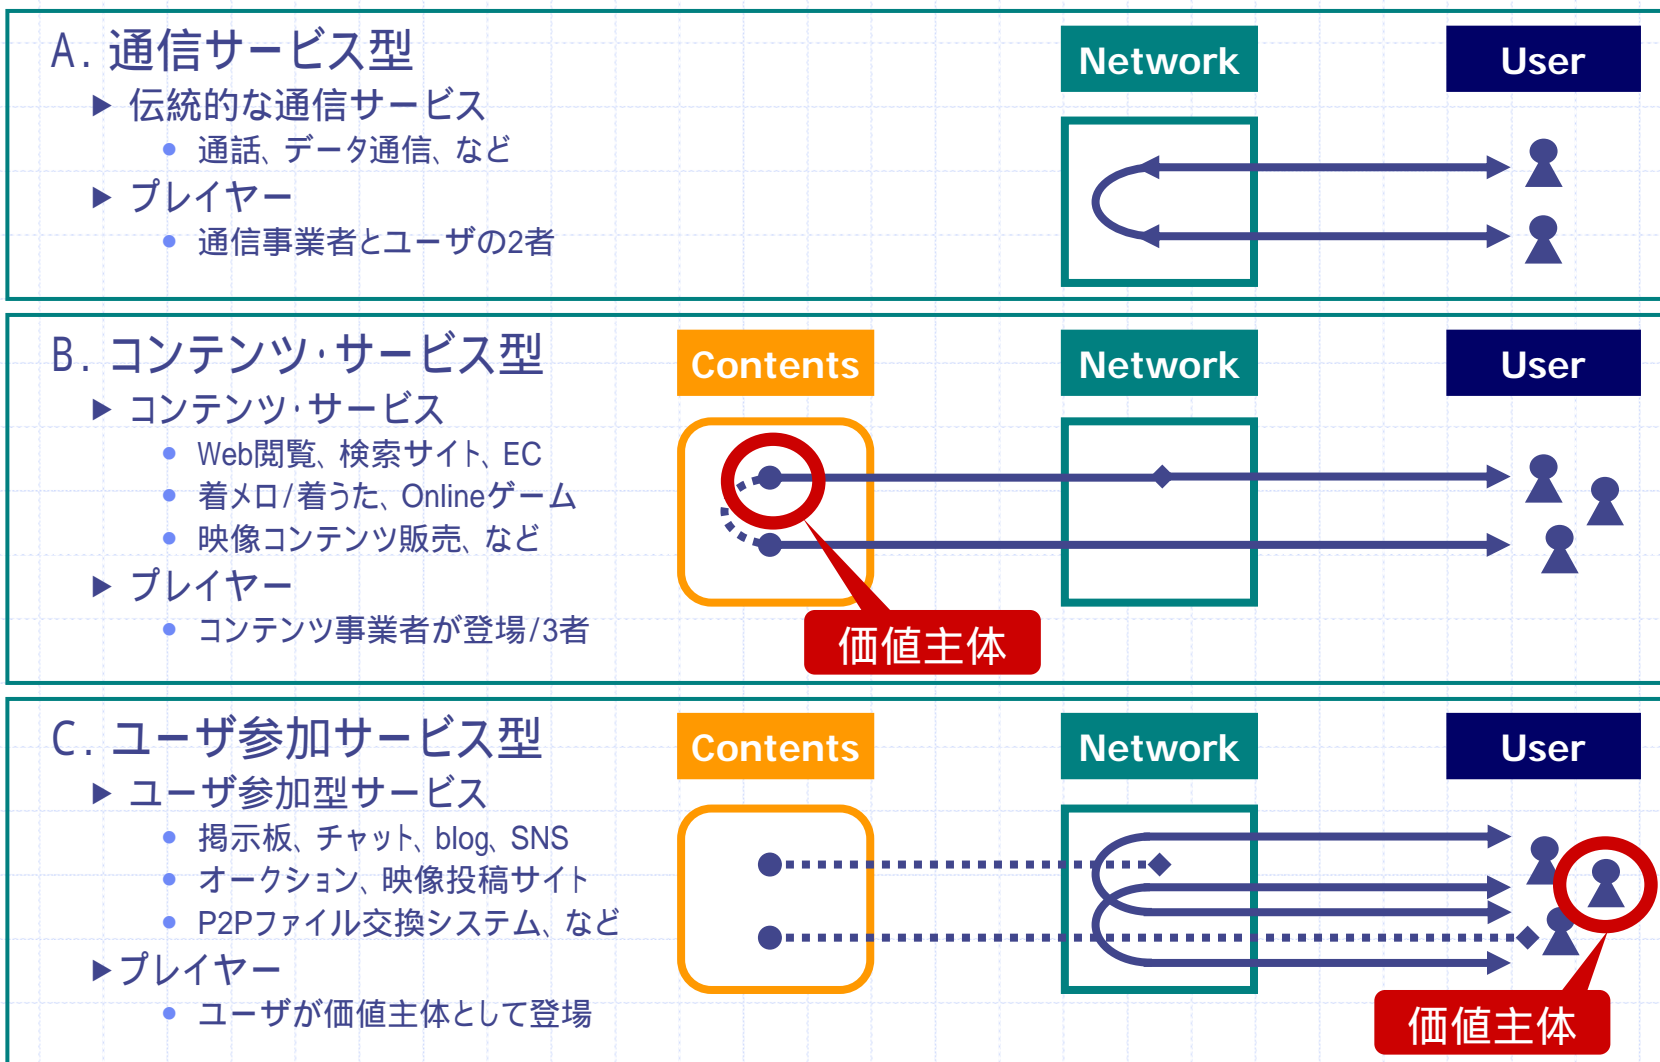 A. 通信サービス型
Network
User
▶ 伝統的な通信サービス
● 通話、データ通信、など
▶ プレイヤー
● 通信事業者とユーザの2者
B. コンテンツ・サービス型
Contents
Network
User
▶ コンテンツ・サービス
● Web閲覧、検索サイト、EC
● 着メロ/着うた、Onlineゲーム
● 映像コンテンツ販売、など
▶ プレイヤー
● コンテンツ事業者が登場/3者
価値主体
C. ユーザ参加サービス型
Contents
Network
User
▶ ユーザ参加型サービス
● 掲示板、チャット、blog、SNS
● オークション、映像投稿サイト
● P2Pファイル交換システム、など
▶プレイヤー
● ユーザが価値主体として登場
価値主体